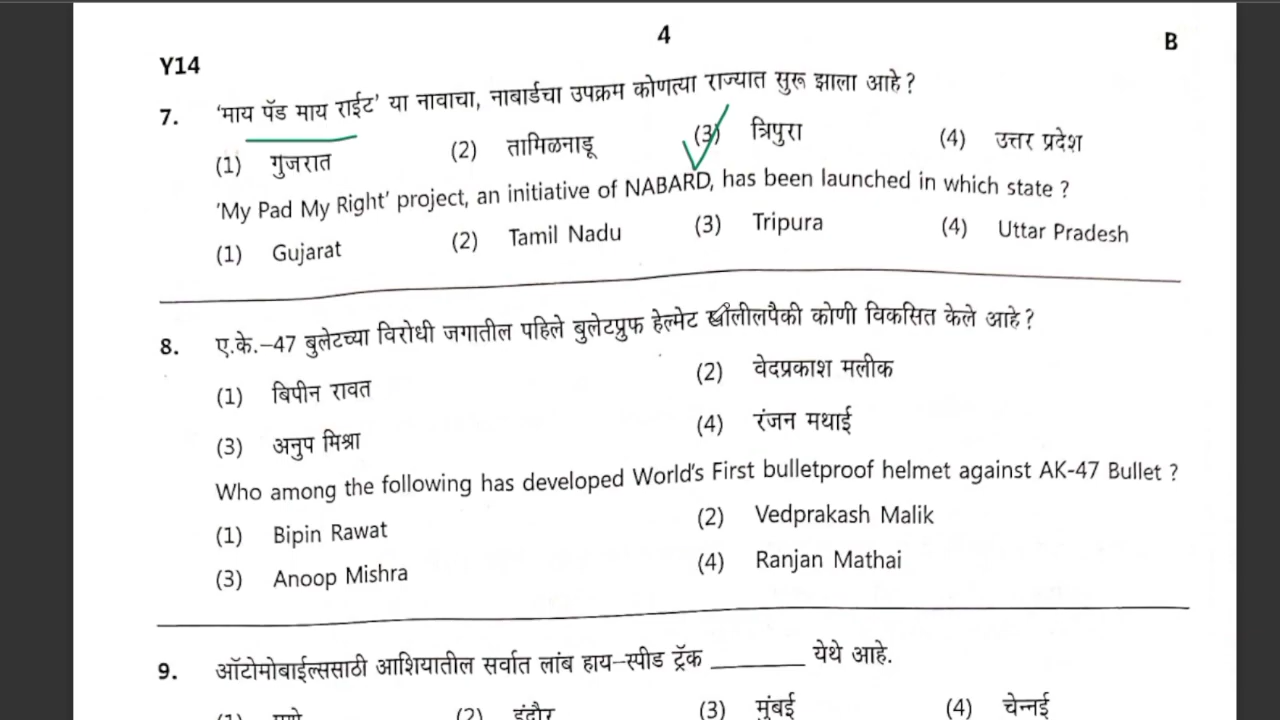 4
B
Y14
7. 'माय पॅड माय राईट' या नावाचा, नाबार्डचा उपक्रम कोणत्या राज्यात सुरू झाला आहे ?
(1) गुजरात (2) तामिळनाडू (3) त्रिपुरा (4) उत्तर प्रदेश
'My Pad My Right' project, an initiative of NABARD, has been launched in which state ?
(1) Gujarat (2) Tamil Nadu (3) Tripura (4) Uttar Pradesh
8. ए.के.–47 बुलेटच्या विरोधी जगातील पहिले बुलेटप्रुफ हेल्मेट खालीलपैकी कोणी विकसित केले आहे ?
(1) बिपीन रावत (2) वेदप्रकाश मलीक
(3) अनुप मिश्रा (4) रंजन मथाई
Who among the following has developed World's First bulletproof helmet against AK-47 Bullet ?
(1) Bipin Rawat (2) Vedprakash Malik
(3) Anoop Mishra (4) Ranjan Mathai
9. ऑटोमोबाईल्ससाठी आशियातील सर्वात लांब हाय–स्पीड ट्रॅक ________ येथे आहे.
(1) पुणे (2) इंदौर (3) मुंबई (4) चेन्नई